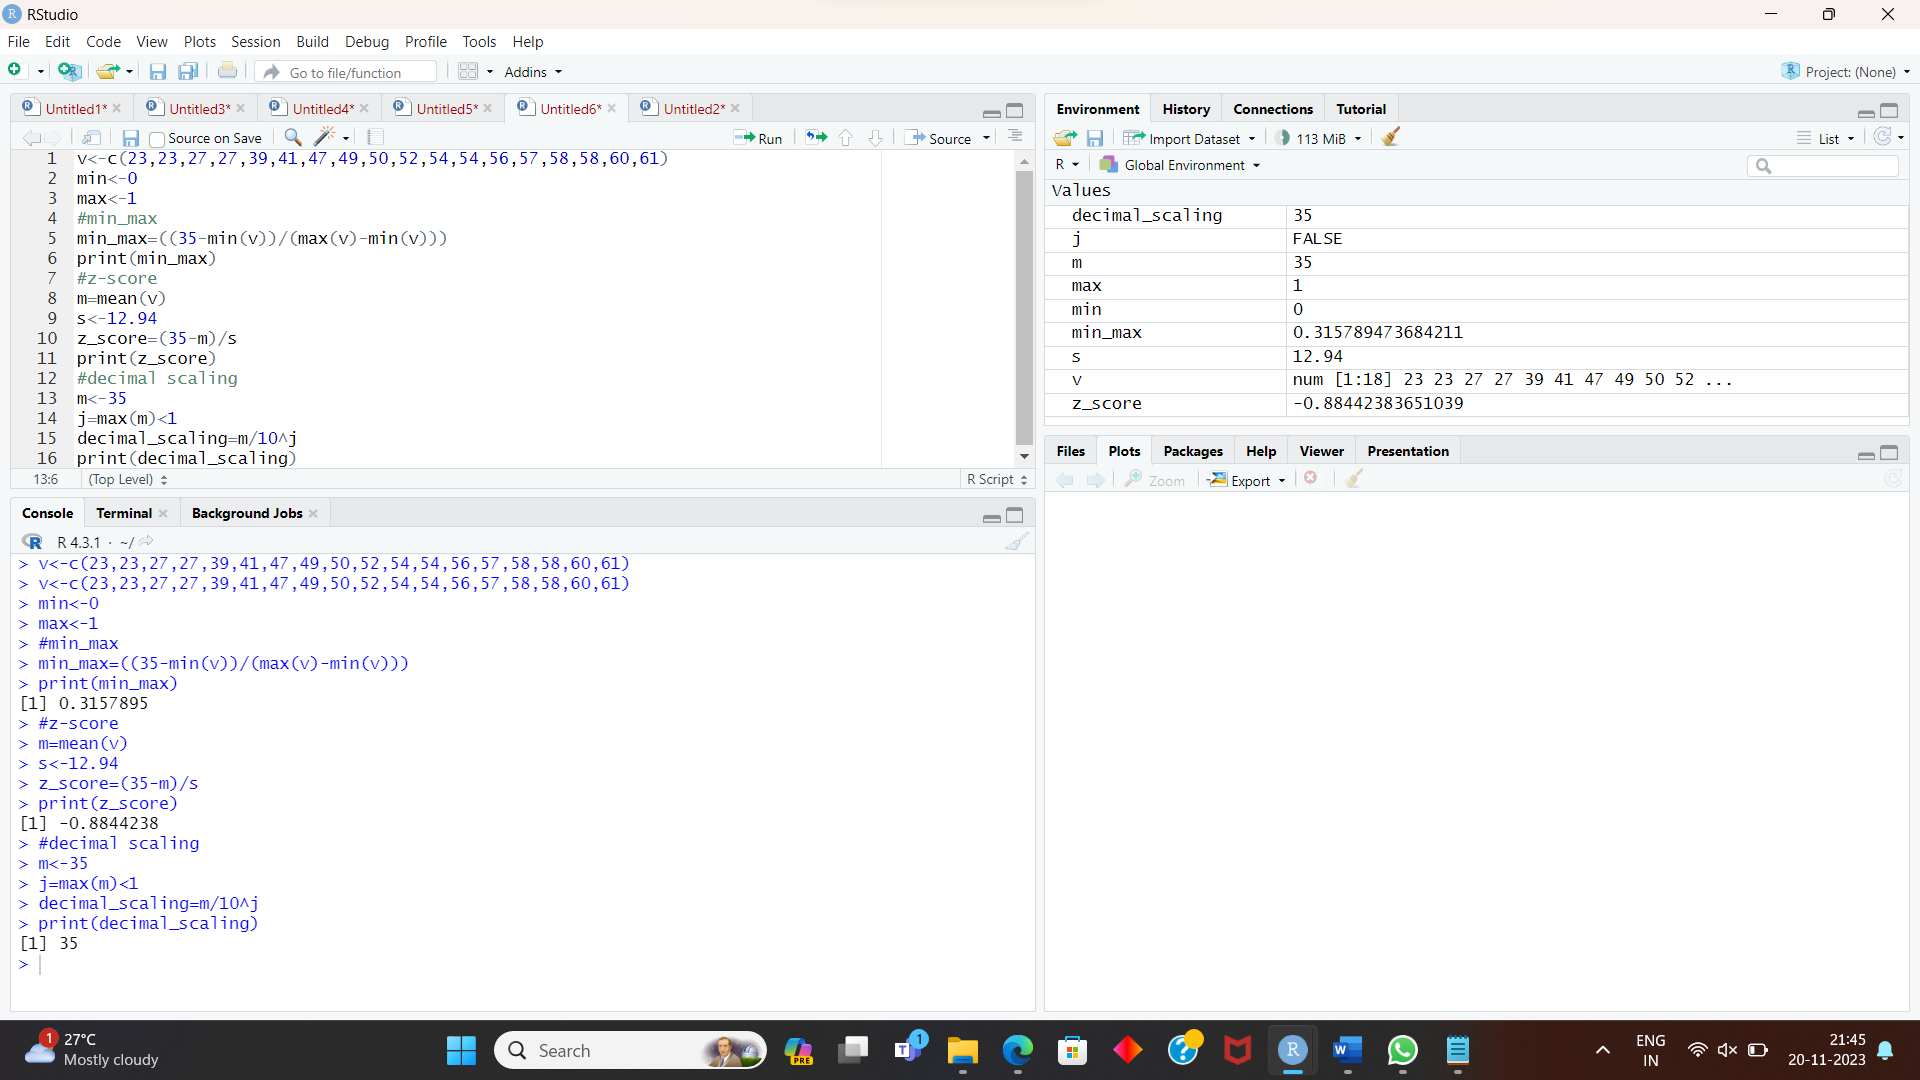 RStudio
File Edit Code View Plots Session Build Debug Profile Tools Help
Go to file/function Addins Project: (None)
Untitled1* Untitled3* Untitled4* Untitled5* Untitled6* Untitled2*
Source on Save Run Source
1 v<-c(23,23,27,27,39,41,47,49,50,52,54,54,56,57,58,58,60,61)
2 min<-0
3 max<-1
4 #min_max
5 min_max=((35-min(v))/(max(v)-min(v)))
6 print(min_max)
7 #z-score
8 m=mean(v)
9 s<-12.94
10 z_score=(35-m)/s
11 print(z_score)
12 #decimal scaling
13 m<-35
14 j=max(m)<1
15 decimal_scaling=m/10^j
16 print(decimal_scaling)
13:6 (Top Level) R Script
Console Terminal Background Jobs
R 4.3.1 · ~/
> v<-c(23,23,27,27,39,41,47,49,50,52,54,54,56,57,58,58,60,61)
> v<-c(23,23,27,27,39,41,47,49,50,52,54,54,56,57,58,58,60,61)
> min<-0
> max<-1
> #min_max
> min_max=((35-min(v))/(max(v)-min(v)))
> print(min_max)
[1] 0.3157895
> #z-score
> m=mean(v)
> s<-12.94
> z_score=(35-m)/s
> print(z_score)
[1] -0.8844238
> #decimal scaling
> m<-35
> j=max(m)<1
> decimal_scaling=m/10^j
> print(decimal_scaling)
[1] 35
>
Environment History Connections Tutorial
Import Dataset 113 MiB List
R Global Environment
Values
decimal_scaling 35
j FALSE
m 35
max 1
min 0
min_max 0.315789473684211
s 12.94
v num [1:18] 23 23 27 27 39 41 47 49 50 52 ...
z_score -0.88442383651039
Files Plots Packages Help Viewer Presentation
Zoom Export
1 27°C
Mostly cloudy
Search
PRE
1
ENG
IN
21:45
20-11-2023